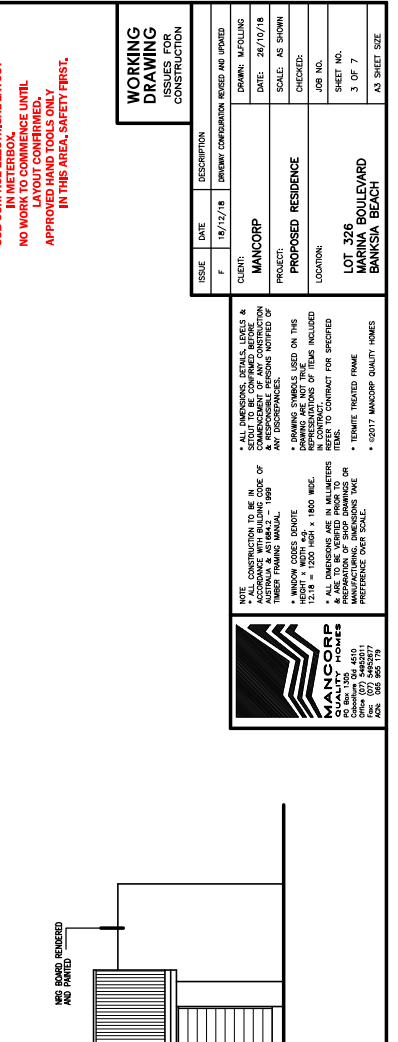 IN METERBOX.
NO WORK TO COMMENCE UNTIL
LAYOUT CONFIRMED.
APPROVED HAND TOOLS ONLY
IN THIS AREA, SAFETY FIRST.
WORKING
DRAWING
ISSUES FOR
CONSTRUCTION
ISSUE DATE DESCRIPTION
F 18/12/18 DRIVEWAY CONFIGURATION REVISED AND UPDATED
CLIENT:
MANCORP
PROJECT:
PROPOSED RESIDENCE
LOCATION:
LOT 326
MARINA BOULEVARD
BANKSIA BEACH
DRAWN: M.FOLLING
DATE: 26/10/18
SCALE: AS SHOWN
CHECKED:
JOB NO.
SHEET NO.
3 OF 7
A3 SHEET SIZE
MANCORP
QUALITY HOMES
PO Box 1305
Caboolture Qld 4510
Office (07) 54952011
Fax: (07) 54952677
ACN: 065 955 179
NOTE
* ALL CONSTRUCTION TO BE IN
ACCORDANCE WITH BUILDING CODE OF
AUSTRALIA & AS1684.2 - 1999
TIMBER FRAMING MANUAL.
* WINDOW CODES DENOTE
HEIGHT x WIDTH e.g.
12.18 = 1200 HIGH x 1800 WIDE.
* ALL DIMENSIONS ARE IN MILLIMETERS
& ARE TO BE VERIFIED PRIOR TO
PREPARATION OF SHOP DRAWINGS OR
MANUFACTURING. DIMENSIONS TAKE
PREFERENCE OVER SCALE.
* ALL DIMENSIONS, DETAILS, LEVELS &
SETOUT TO BE CONFIRMED BEFORE
COMMENCEMENT OF ANY CONSTRUCTION
& RESPONSIBLE PERSONS NOTIFIED OF
ANY DISCREPANCIES.
* DRAWING SYMBOLS USED ON THIS
DRAWING ARE NOT TRUE
REPRESENTATIONS OF ITEMS INCLUDED
IN CONTRACT.
REFER TO CONTRACT FOR SPECIFIED
ITEMS.
* TERMITE TREATED FRAME
* ©2017 MANCORP QUALITY HOMES
NRG BOARD RENDERED
AND PAINTED